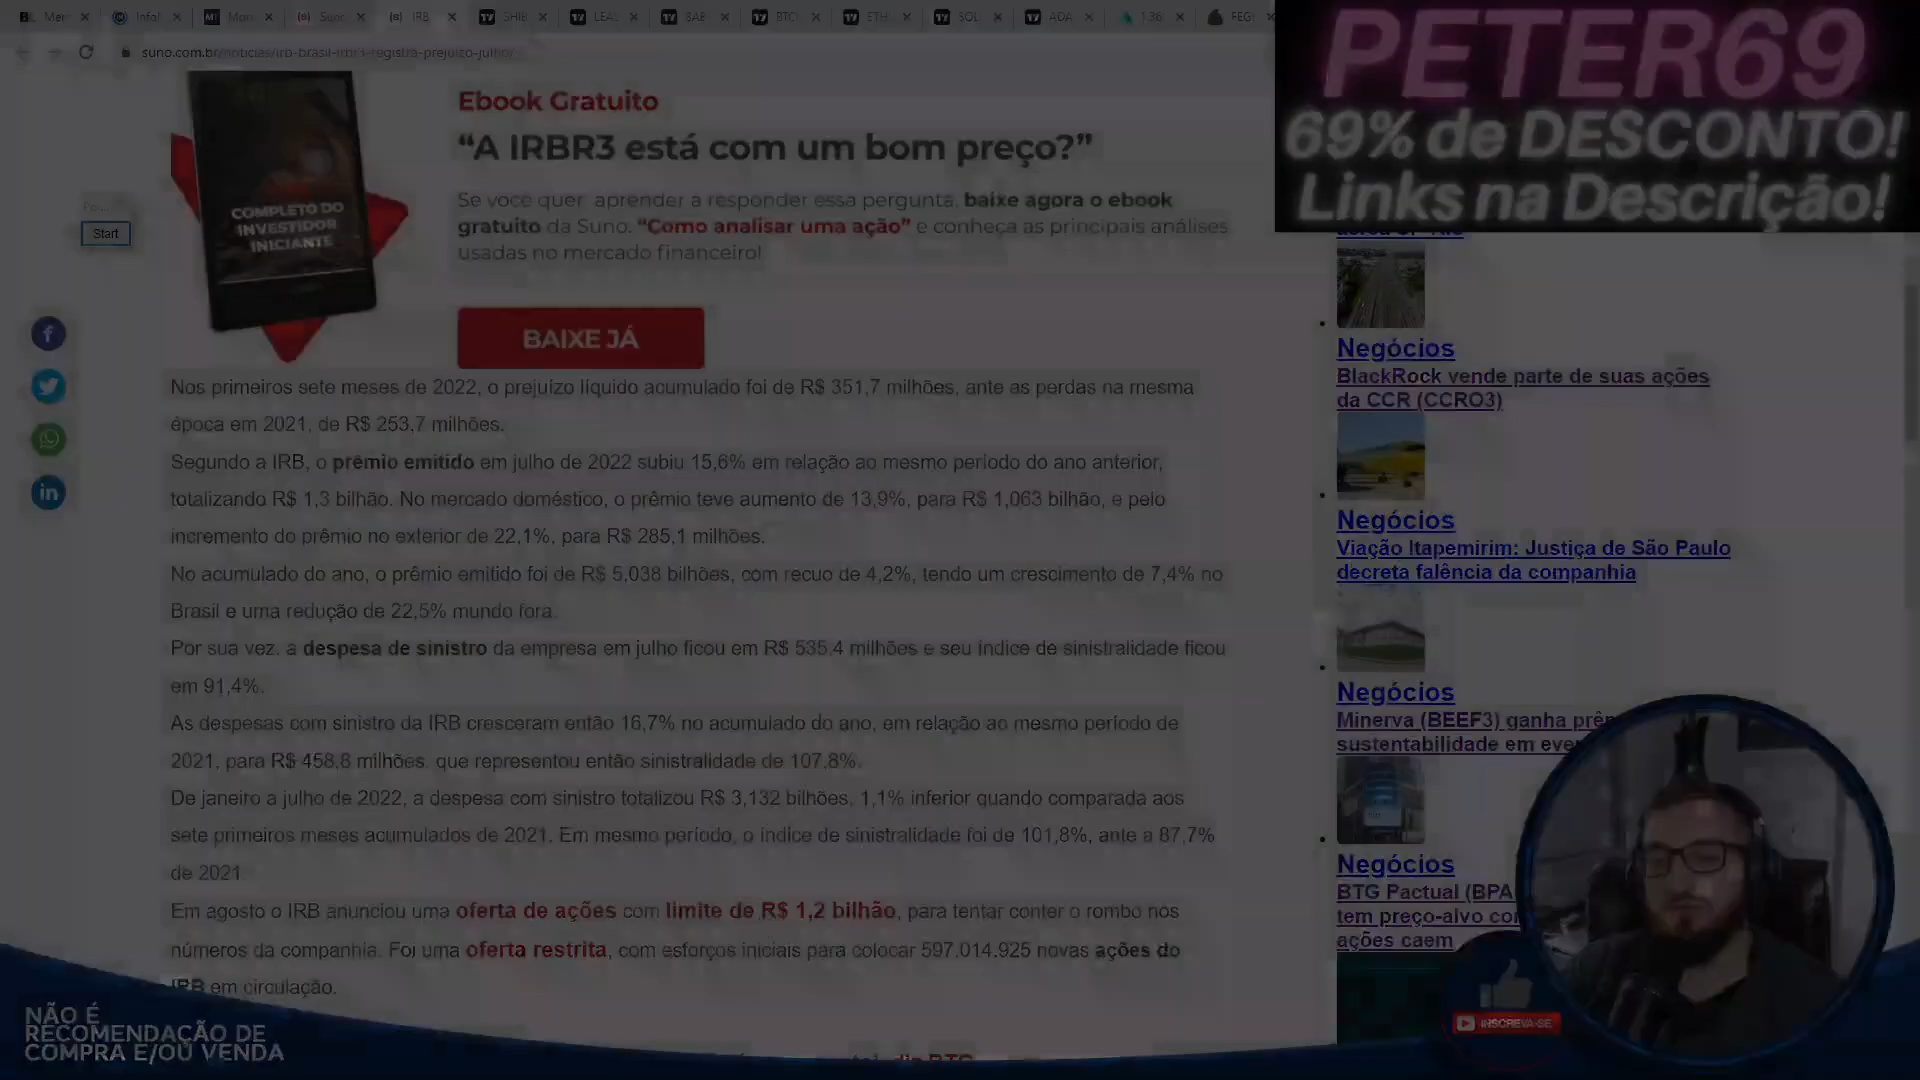 Mer
Infol
Mon
Suno
IRB
SHIB
LEA
BTC
ETH
SOL
ADA
1.36
suno.com.br/noticias/irb-brasil-irbr3-registra-prejuizo-julho/
PETER69
69% de DESCONTO!
Links na Descrição!
Ebook Gratuito
“A IRBR3 está com um bom preço?”
Se você quer aprender a responder essa pergunta, baixe agora o ebook
gratuito da Suno, “Como analisar uma ação” e conheça as principais análises
usadas no mercado financeiro!
COMPLETO DO
INVESTIDOR
INICIANTE
Start
BAIXE JÁ
Nos primeiros sete meses de 2022, o prejuízo líquido acumulado foi de R$ 351,7 milhões, ante as perdas na mesma
época em 2021, de R$ 253,7 milhões.
Segundo a IRB, o prêmio emitido em julho de 2022 subiu 15,6% em relação ao mesmo período do ano anterior,
totalizando R$ 1,3 bilhão. No mercado doméstico, o prêmio teve aumento de 13,9%, para R$ 1,063 bilhão, e pelo
incremento do prêmio no exterior de 22,1%, para R$ 285,1 milhões.
No acumulado do ano, o prêmio emitido foi de R$ 5,038 bilhões, com recuo de 4,2%, tendo um crescimento de 7,4% no
Brasil e uma redução de 22,5% mundo fora.
Por sua vez, a despesa de sinistro da empresa em julho ficou em R$ 535,4 milhões e seu índice de sinistralidade ficou
em 91,4%.
As despesas com sinistro da IRB cresceram então 16,7% no acumulado do ano, em relação ao mesmo período de
2021, para R$ 458,8 milhões, que representou então sinistralidade de 107,8%.
De janeiro a julho de 2022, a despesa com sinistro totalizou R$ 3,132 bilhões, 1,1% inferior quando comparada aos
sete primeiros meses acumulados de 2021. Em mesmo período, o índice de sinistralidade foi de 101,8%, ante a 87,7%
de 2021.
Em agosto o IRB anunciou uma oferta de ações com limite de R$ 1,2 bilhão, para tentar conter o rombo nos
números da companhia. Foi uma oferta restrita, com esforços iniciais para colocar 597.014.925 novas ações do
IRB em circulação.
Negócios
BlackRock vende parte de suas ações
da CCR (CCRO3)
Negócios
Viação Itapemirim: Justiça de São Paulo
decreta falência da companhia
Negócios
Minerva (BEEF3) ganha
sustentabilidade em
Negócios
BTG Pactual
tem preço-alvo
ações caem
INSCREVA-SE
NÃO É
RECOMENDAÇÃO DE
COMPRA E/OU VENDA